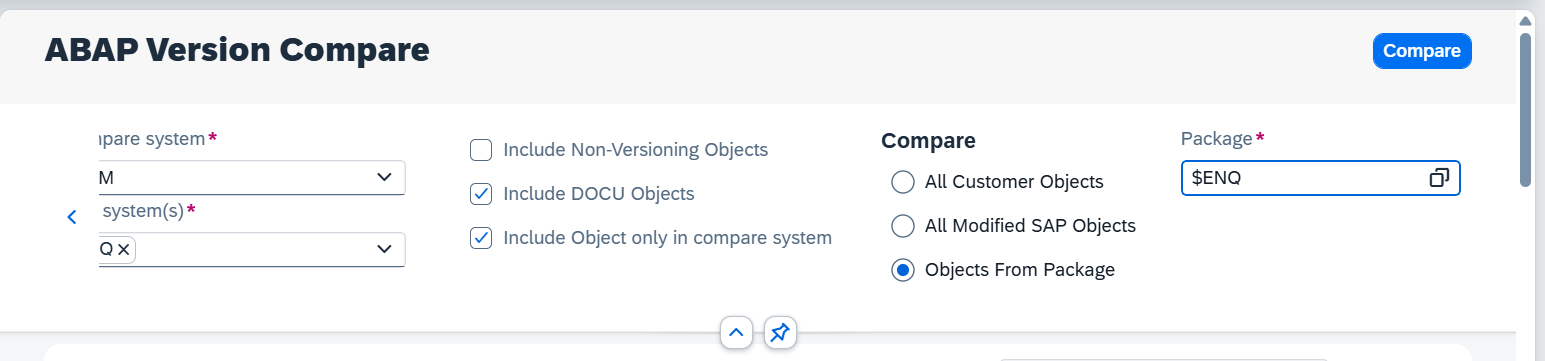 ABAP Version Compare
Compare
pare system*
M
system(s)*
Q
Include Non-Versioning Objects
Include DOCU Objects
Include Object only in compare system
Compare
All Customer Objects
All Modified SAP Objects
Objects From Package
Package*
$ENQ